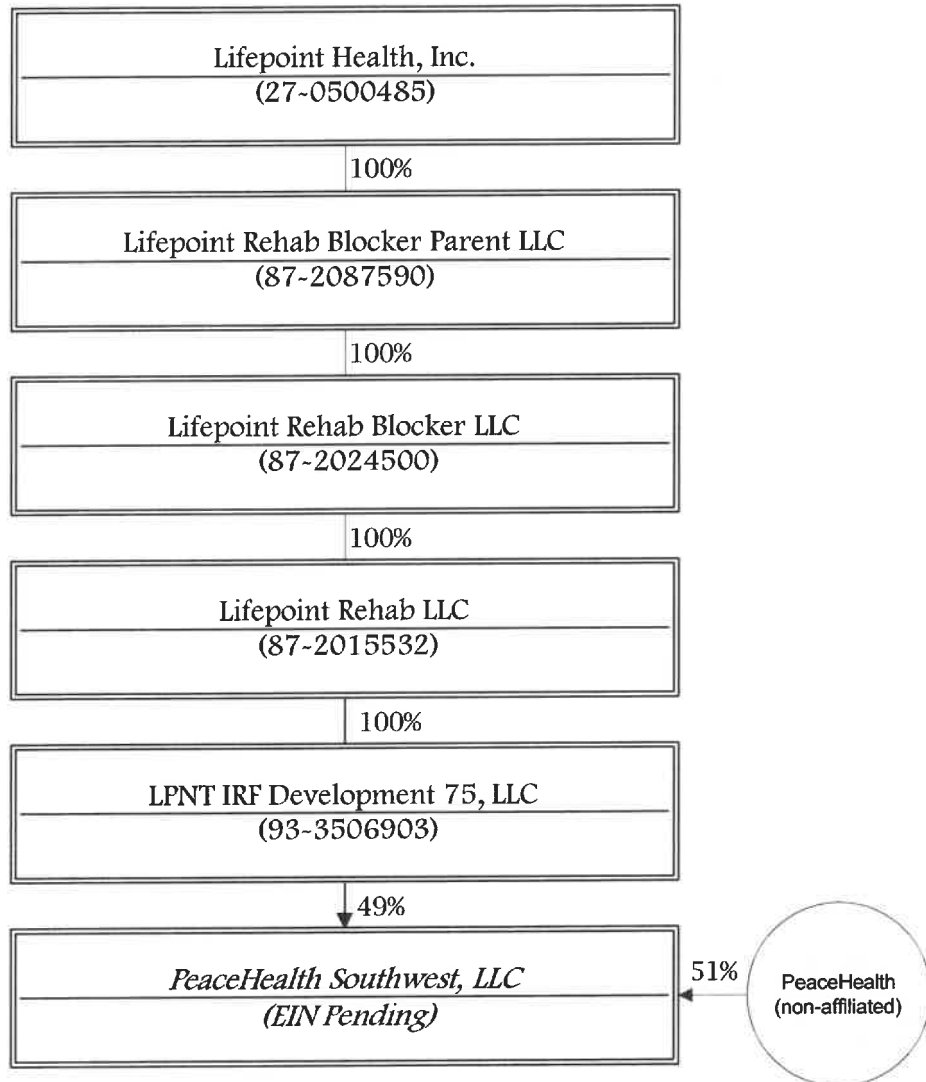 Lifepoint Health, Inc.
(27-0500485)
100%
Lifepoint Rehab Blocker Parent LLC
(87-2087590)
100%
Lifepoint Rehab Blocker LLC
(87-2024500)
100%
Lifepoint Rehab LLC
(87-2015532)
100%
LPNT IRF Development 75, LLC
(93-3506903)
49%
PeaceHealth Southwest, LLC
(EIN Pending)
51%
PeaceHealth
(non-affiliated)